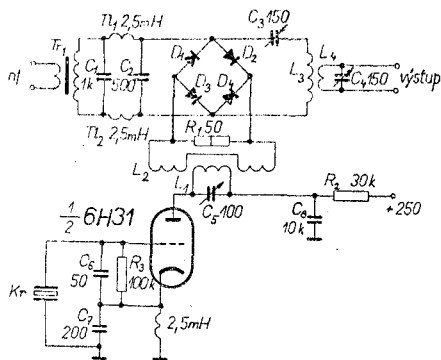 Tl₁ 2,5mH
C₃ 150
Tr₁
nf
C₁
1k
C₂
500
D₁
D₂
D₃
D₄
L₃
L₄
C₄ 150
výstup
Tl₂ 2,5mH
R₁ 50
L₂
L₁
C₅ 100
R₂ 30k
+250
C₈
10k
½ 6H31
Kr
C₆
50
R₃
100k
C₇
200
2,5mH